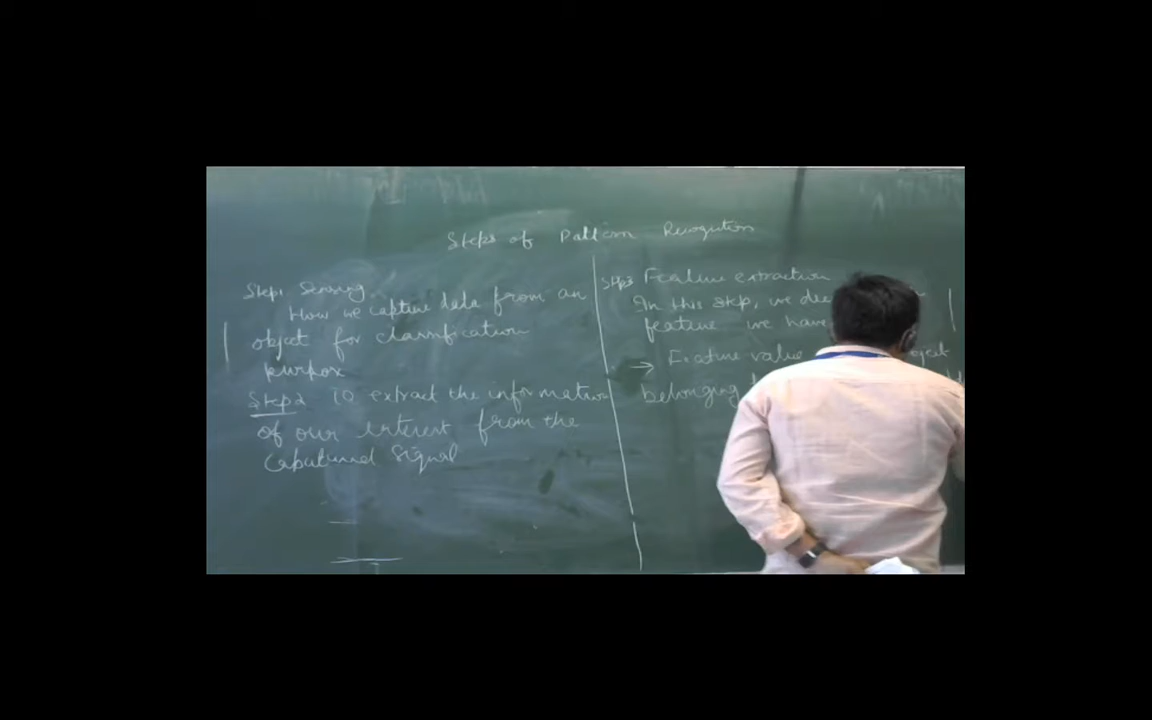 Steps of Pattern Recognition
Step1 Sensing
How we capture data from an
object for classification
purpose
Step2 To extract the information
of our interest from the
Captured Signal
Step3 Feature extraction
In this step, we
feature we have
→ Feature value
belonging